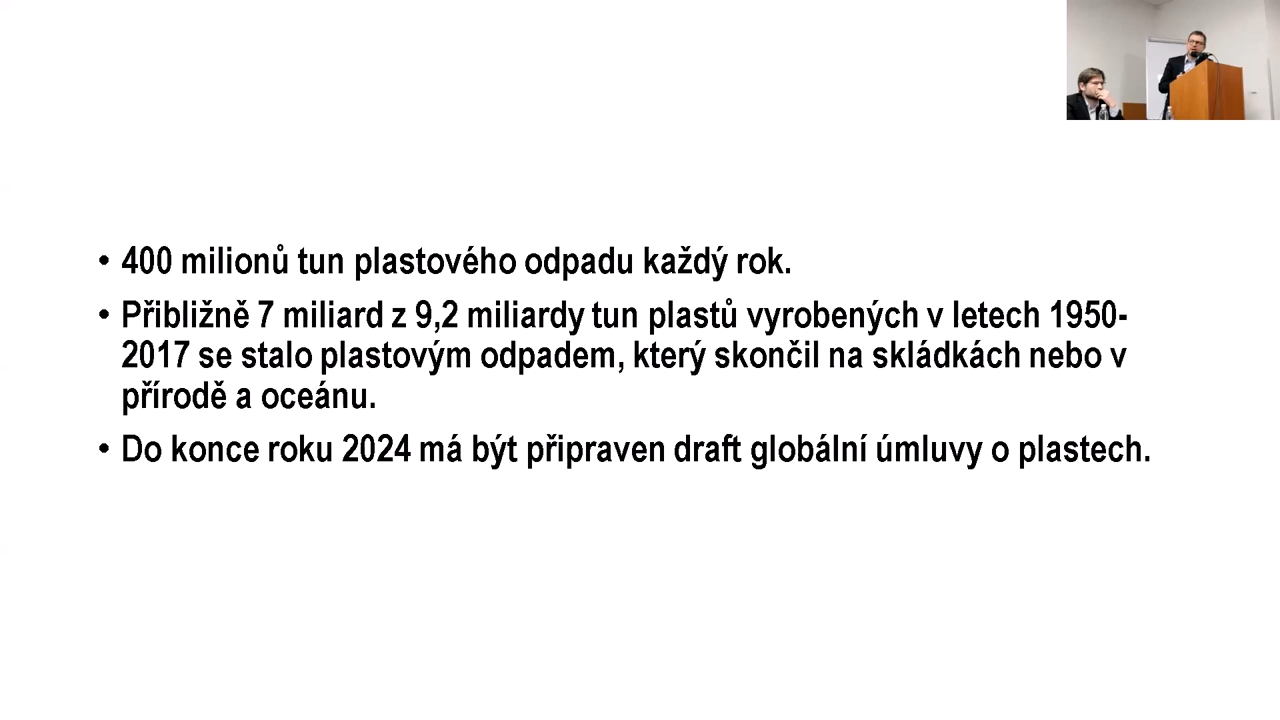 • 400 milionů tun plastového odpadu každý rok.
• Přibližně 7 miliard z 9,2 miliardy tun plastů vyrobených v letech 1950-
2017 se stalo plastovým odpadem, který skončil na skládkách nebo v
přírodě a oceánu.
• Do konce roku 2024 má být připraven draft globální úmluvy o plastech.